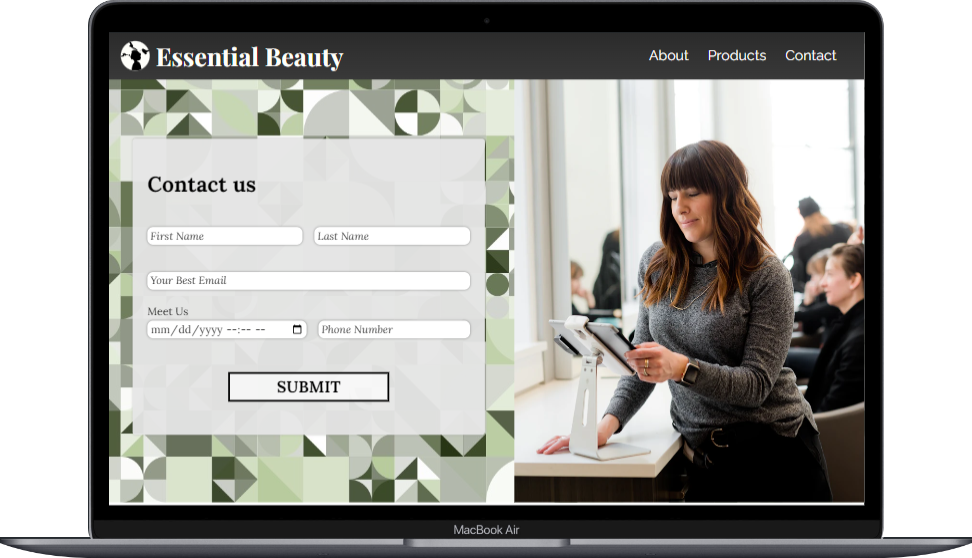 Essential Beauty
About Products Contact
Contact us
First Name Last Name
Your Best Email
Meet Us
mm/dd/yyyy --:-- -- Phone Number
SUBMIT
MacBook Air